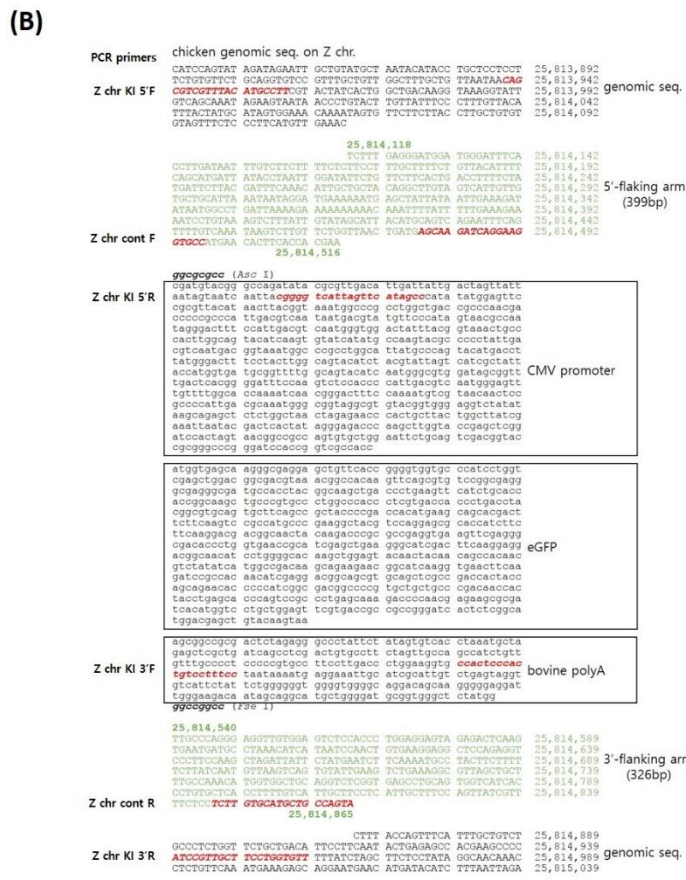 (B)
PCR primers chicken genomic seq. on Z chr.
CATCCAGTAT AGATAGAATT GCTGTATGCT AATACATACC TGCTCCTCCT 25,813,892
TCTGTGTTCT GCAGGTGTCC GTTTGCTGTT GGCTTTGCTG TTAATAACAG 25,813,942
Z chr KI 5'F CGTCGTTTAC ATGCCTTCGT ACTATCACTG GCTGACAAGG TAAAGGTATT 25,813,992 genomic seq.
GTCAGCAAAT AGAAGTAATA ACCCTGTACT TTGTTATTTCC CCTTTGTTACA 25,814,042
TTTACTATGC ATAGTGGAAC CAAAATAGTG TTCTTCTTAC CTTGCTGTGT 25,814,092
GTAGTTTCTC CCTTCATGTT GAAAC
25,814,118
TCTTT GAGGGATGGA TGGGATTTCA 25,814,142
CCTTGATAAT TTGTCTTCTT TTCTCTTCCT TTGCTTTTCT GTTACATTTT 25,814,192
CAGCATGATT ATACCTAATT GGATATTCTG TTCTTCACTG ACCTTTTCTA 25,814,242
TGATTCTTAC GATTTCAAAC ATTGCTGCTA CAGGCTTGTA GTCATTGTTG 25,814,292 5'-flaking arm
TGCTGCATTA AATAATAGGA TGAAAAAATG AGCTTATATA ATTGAAAGAT 25,814,342 (399bp)
ATAATGGCCT GATTAAAAGA AAAAAAAAAC AAATTTTATT TTTGAAAGAA 25,814,392
AATCCTGTAA AGTCTTTATT GTATAGCATT ACATGCAGTC AGAATTTCAG 25,814,442
TTTTGTCAAA TAAGTCTTGT TCTGGTTAAC TGATGAGCAA GATCAGGAAG 25,814,492
Z chr cont F GTGCCATGAA CACTTCACCA CGAA
25,814,516
ggcgcgcc (Asc I)
cgatgtacgg gccagatata cgcgttgaca ttgattattg gactagttatt
Z chr KI 5'R aatagtaatc aattacgggg tcattagttc atagcccata tatggagttc
cgcgttacat aacttacggt aaatggcccg cctggctgac cgcccaacga
cccccgccca ttgacgtcaa taatgacgta tgttcccata gtaacgccaa
tagggacttt ccattgacgt caatgggtgg actatttacg gtaaactgcc
cacttggcag tacatcaagt gtatcatatg ccaagtacgc cccctattga
cgtcaatgac ggtaaatggc ccgcctggca ttatgcccag tacatgacct
tatgggactt tcctacttgg cagtacatct acgtattagt catcgctatt
accatggtga tgcggttttg gcagtacatc aatgggcgtg gatagcggtt
tgactcacgg ggatttccaa gtctccaccc cattgacgtc aatgggagtt CMV promoter
tgttttggca ccaaaatcaa cgggactttc caaaatgtcg taacaactcc
gccccattga cgcaaatggg cggtaggcgt gtacggtggg aggtctatat
aagcagagct ctctggctaa ctagagaacc cactgcttac tggcttatcg
aaattaatac gactcactat agggagaccc aagcttggta ccgagctcgg
atccactagt aacggccgcc agtgtgctgg aattctgcag tcgacggtac
cgcgggcccg ggatccaccg gtcgccacc
atggtgagca agggcgagga gctgttcacc ggggtggtgc ccatcctggt
cgagctggac ggcgacgtaa acggccacaa gttcagcgtg tccggcgagg
gcgagggcga tgccacctac ggcaagctga ccctgaagtt catctgcacc
accggcaagc tgcccgtgcc ctggcccacc ctcgtgacca ccctgaccta
cggcgtgcag tgcttcagcc gctaccccga ccacatgaag cagcacgact
tcttcaagtc cgccatgccc gaaggctacg tccaggagcg caccatcttc
ttcaaggacg acggcaacta caagacccgc gccgaggtga agttcgaggg
cgacaccctg gtgaaccgca tcgagctgaa gggcatcgac ttcaaggagg
acggcaacat cctggggcac aagctggagt acaactacaa cagccacaac eGFP
gtctatatca tggccgacaa gcagaagaac ggcatcaagg tgaacttcaa
gatccgccac aacatcgagg acggcagcgt gcagctcgcc gaccactacc
agcagaacac ccccatcggc gacggccccg tgctgctgcc cgacaaccac
tacctgagca cccagtccgc cctgagcaaa gaccccaacg agaagcgcga
tcacatggtc ctgctggagt tcgtgaccgc cgccgggatc actctcggca
tggacgagct gtacaagtaa
agcggccgcg actctagagg gccctattct atagtgtcac ctaaatgcta
gagctcgctg atcagcctcg actgtgcctt ctagttgcca gccatctgtt
Z chr KI 3'F gtttgcccct cccccgtgcc ttccttgacc ctggaaggtg ccactcccac
tgtcctttcc taataaaatg aggaaattgc atcgcattgt ctgagtaggt bovine polyA
gtcattctat tctggggggt ggggtggggc aggacagcaa gggggaggat
tgggaagaca atagcaggca tgctggggat gcggtgggct ctatgg
ggccggcc (Fse I)
25,814,540
TTGCCCAGGG AGGTTGTGGA GTCTCCACCC TGGAGGAGTA GAGACTCAAG 25,814,589
TGAATGATGC CTAAACATCA TAATCCAACT GTGAAGGAGG CTCCAGAGGT 25,814,639
CCCTTCCAAG CTAGATATTC TATGAATCTT TCAAAATGCC TACTTCTTTT 25,814,689 3'-flanking arm
TCTTATCAAT GTTAAGTCAG TGTATTGAAG TCTGAAAGGC GTTAGCTGCT 25,814,739 (326bp)
TTGCCAAACA TGGTGGCTGC AGATCTCGGT GAGCCTGCAG TGGTCATCAC 25,814,789
CTGTGCTCAC CCTTTTGTCA TTGCTTCCTC ATTGCTTTCC AGTTATCGTT 25,814,839
Z chr cont R TTCTCCTCTT GTGCATGCTG CCAGTA
25,814,865
CTTT ACCAGTTTCA TTTGCTGTCT 25,814,889
GCCCTCTGGT TCTGCTGACA TTCCTTCAAT ACTGAGAGCC ACGAAGCCCC 25,814,939
Z chr KI 3'R ATCCGTTGCT TCCTGGTGTT TTTATCTAGC TTCTCCTATA GGCAACAAAC 25,814,989 genomic seq.
CTCTGTTCAA ATGAAAGAGC AGGAATGAAC ATGATACATC TTTAATTAGA 25,815,039